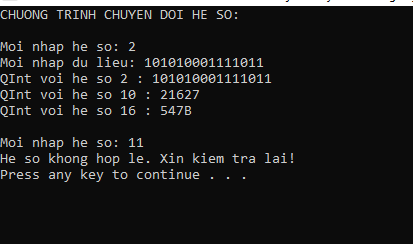 CHUONG TRINH CHUYEN DOI HE SO:
Moi nhap he so: 2
Moi nhap du lieu: 101010001111011
QInt voi he so 2 : 101010001111011
QInt voi he so 10 : 21627
QInt voi he so 16 : 547B
Moi nhap he so: 11
He so khong hop le. Xin kiem tra lai!
Press any key to continue . . .